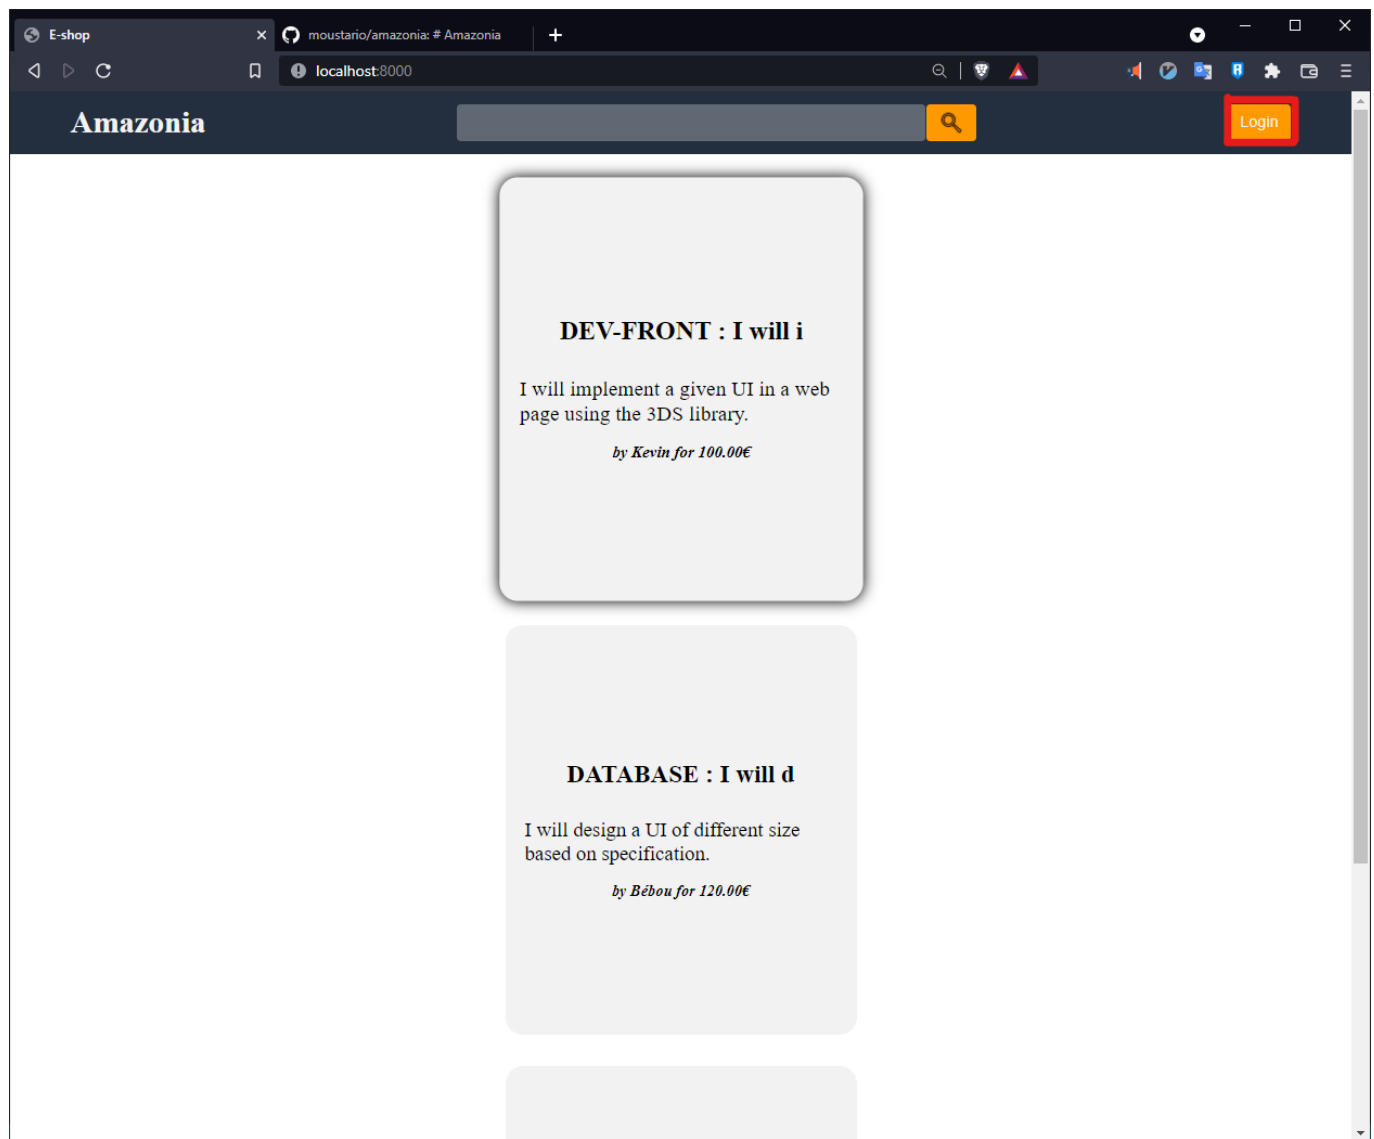 E-shop
moustario/amazonia: # Amazonia
localhost:8000
Amazonia
Login
DEV-FRONT : I will i
I will implement a given UI in a web
page using the 3DS library.
by Kevin for 100.00€
DATABASE : I will d
I will design a UI of different size
based on specification.
by Bébou for 120.00€